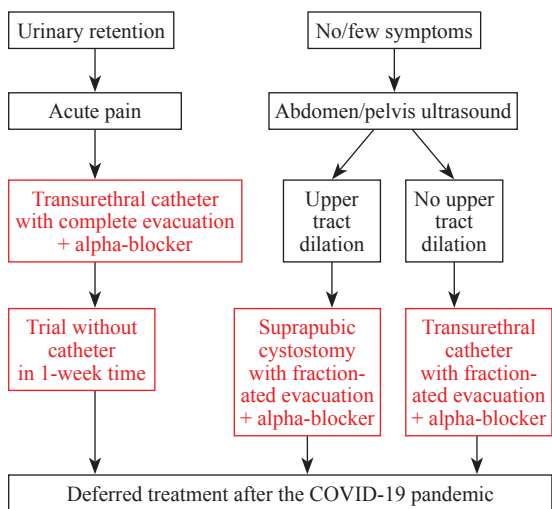 Urinary retention
No/few symptoms
Acute pain
Abdomen/pelvis ultrasound
Transurethral catheter
with complete evacuation
+ alpha-blocker
Upper
tract
dilation
No upper
tract
dilation
Trial without
catheter
in 1-week time
Suprapubic
cystostomy
with fraction-
ated evacuation
+ alpha-blocker
Transurethral
catheter
with fraction-
ated evacuation
+ alpha-blocker
Deferred treatment after the COVID-19 pandemic